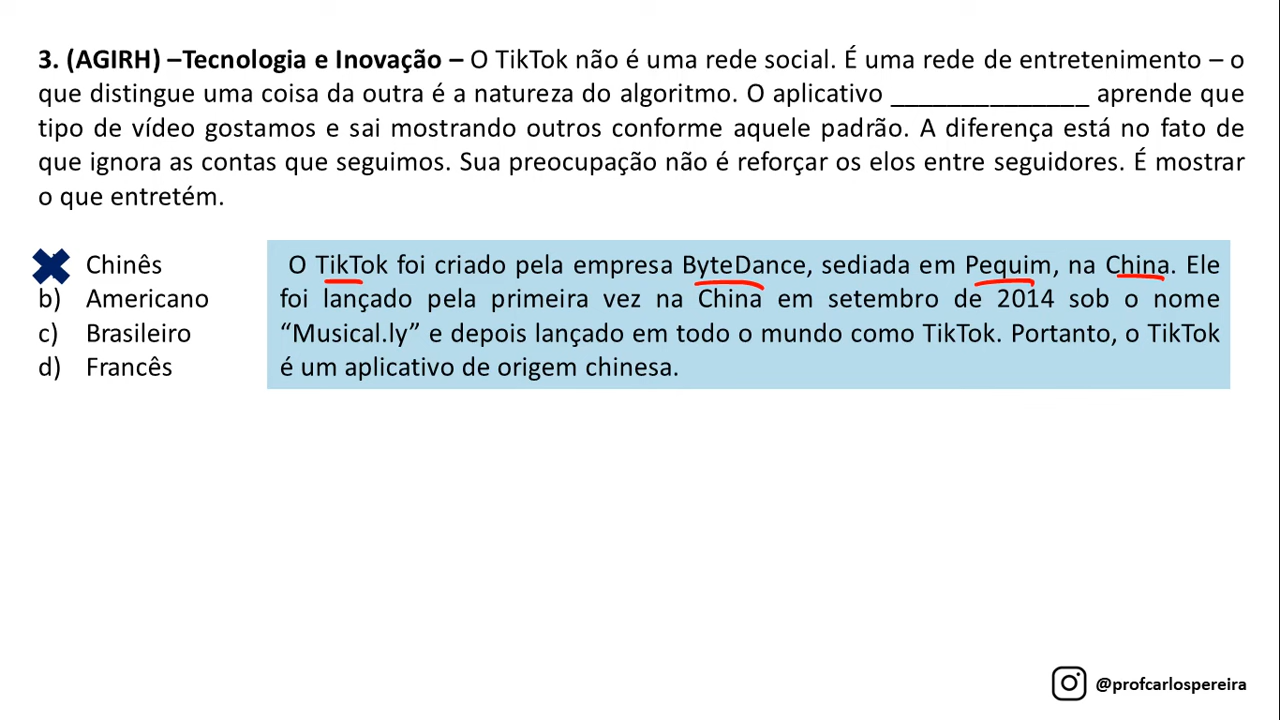 3. (AGIRH) –Tecnologia e Inovação – O TikTok não é uma rede social. É uma rede de entretenimento – o
que distingue uma coisa da outra é a natureza do algoritmo. O aplicativo ______________ aprende que
tipo de vídeo gostamos e sai mostrando outros conforme aquele padrão. A diferença está no fato de
que ignora as contas que seguimos. Sua preocupação não é reforçar os elos entre seguidores. É mostrar
o que entretém.
Chinês
b) Americano
c) Brasileiro
d) Francês
O TikTok foi criado pela empresa ByteDance, sediada em Pequim, na China. Ele
foi lançado pela primeira vez na China em setembro de 2014 sob o nome
“Musical.ly” e depois lançado em todo o mundo como TikTok. Portanto, o TikTok
é um aplicativo de origem chinesa.
@profcarlospereira